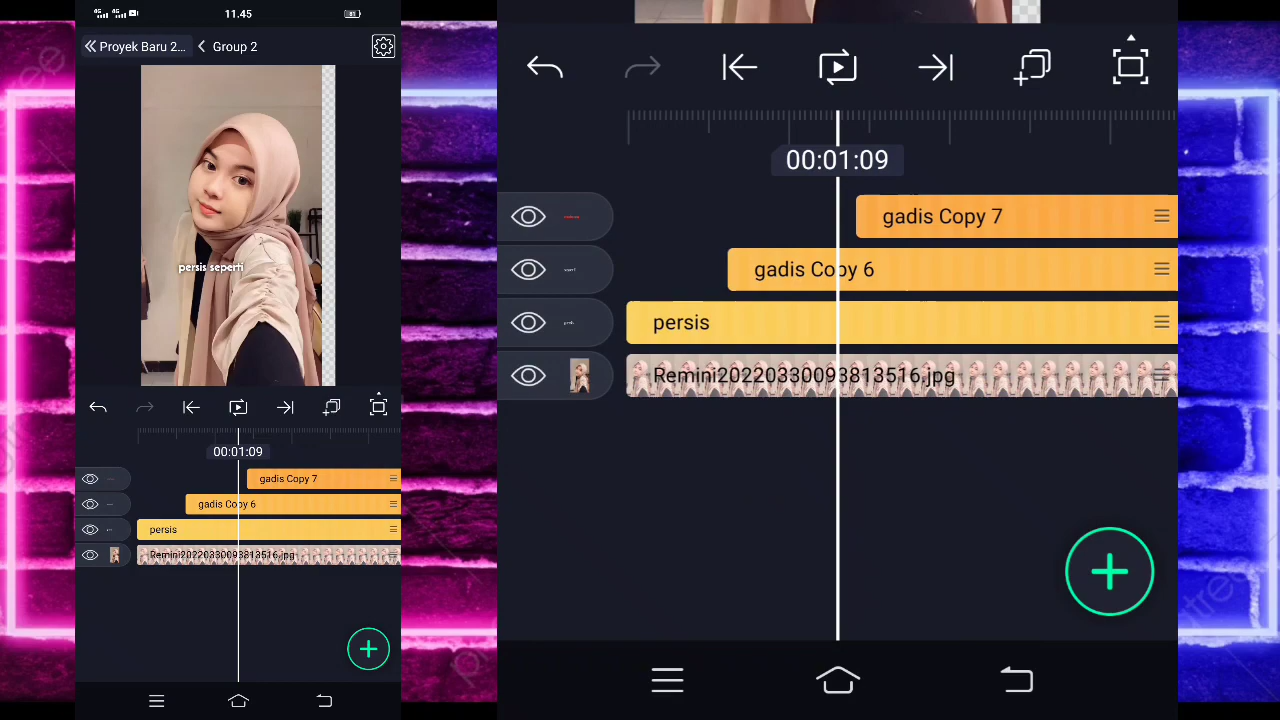 11.45
Proyek Baru 2...
Group 2
persis seperti
00:01:09
gadis Copy 7
gadis Copy 6
persis
Remini20220330093813516.jpg
00:01:09
gadis Copy 7
gadis Copy 6
persis
Remini20220330093813516.jpg